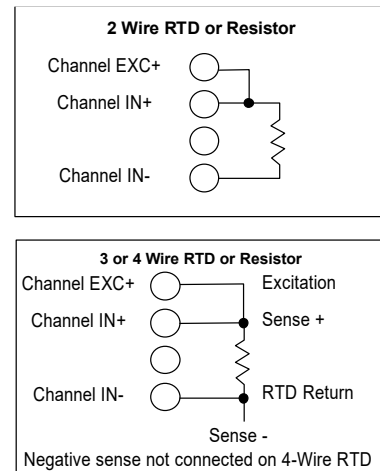 2 Wire RTD or Resistor
Channel EXC+
Channel IN+
Channel IN-
3 or 4 Wire RTD or Resistor
Channel EXC+ Excitation
Channel IN+ Sense +
Channel IN- RTD Return
Sense -
Negative sense not connected on 4-Wire RTD